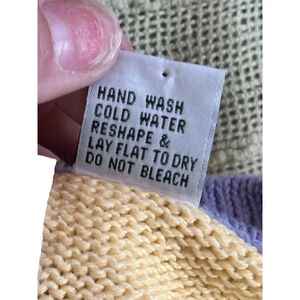 HAND WASH
COLD WATER
RESHAPE &
LAY FLAT TO DRY
DO NOT BLEACH